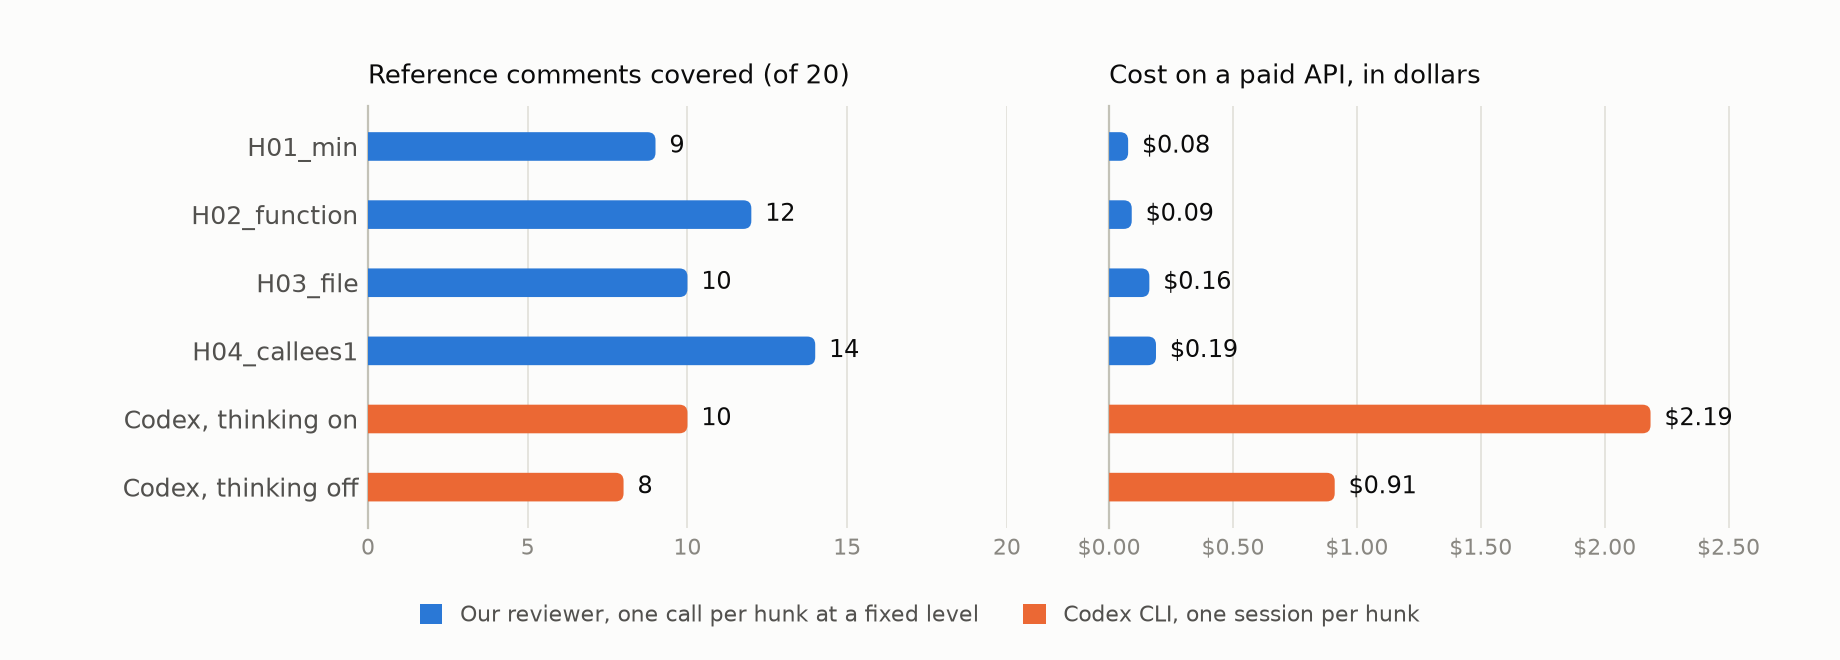 Reference comments covered (of 20)
Cost on a paid API, in dollars
H01_min 9 $0.08
H02_function 12 $0.09
H03_file 10 $0.16
H04_callees1 14 $0.19
Codex, thinking on 10 $2.19
Codex, thinking off 8 $0.91
0 5 10 15 20
$0.00 $0.50 $1.00 $1.50 $2.00 $2.50
Our reviewer, one call per hunk at a fixed level
Codex CLI, one session per hunk